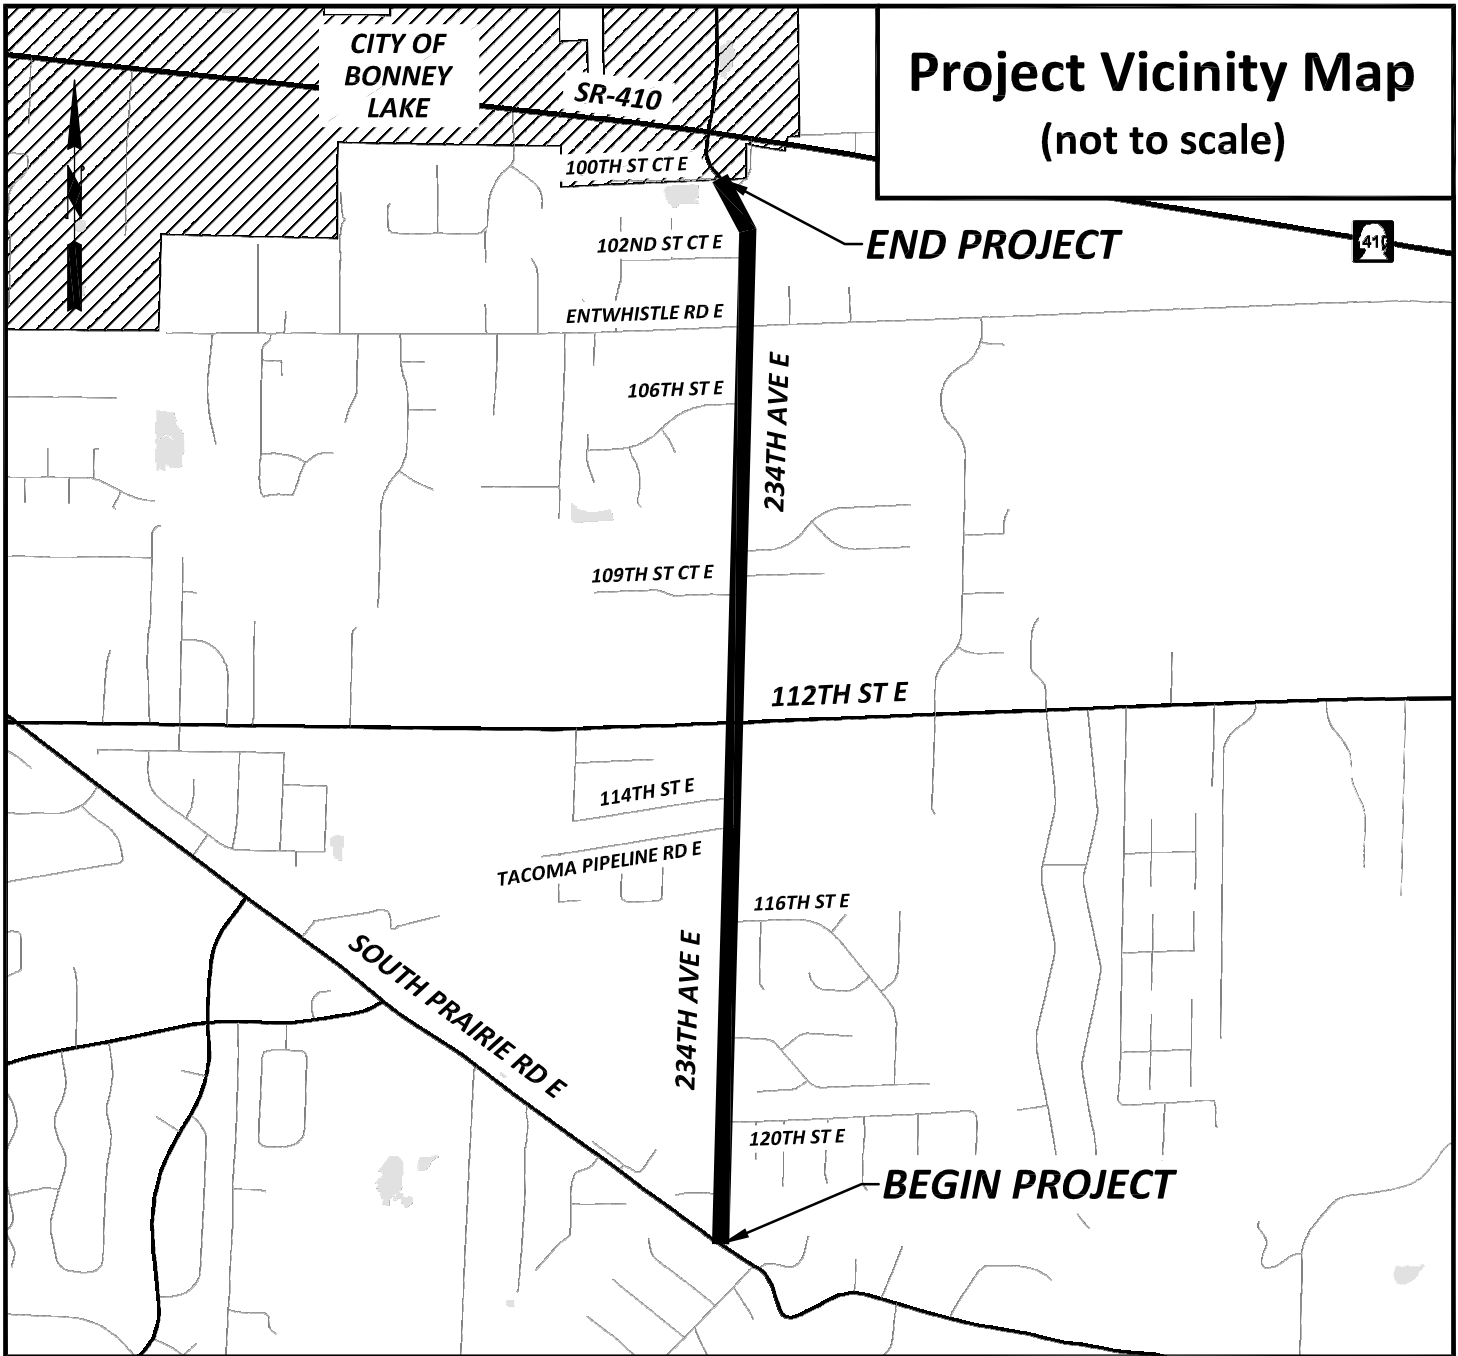 CITY OF
BONNEY
LAKE
SR-410
Project Vicinity Map
(not to scale)
N
100TH ST CT E
END PROJECT
102ND ST CT E
410
ENTWHISTLE RD E
106TH ST E
234TH AVE E
109TH ST CT E
112TH ST E
114TH ST E
TACOMA PIPELINE RD E
116TH ST E
234TH AVE E
SOUTH PRAIRIE RD E
120TH ST E
BEGIN PROJECT